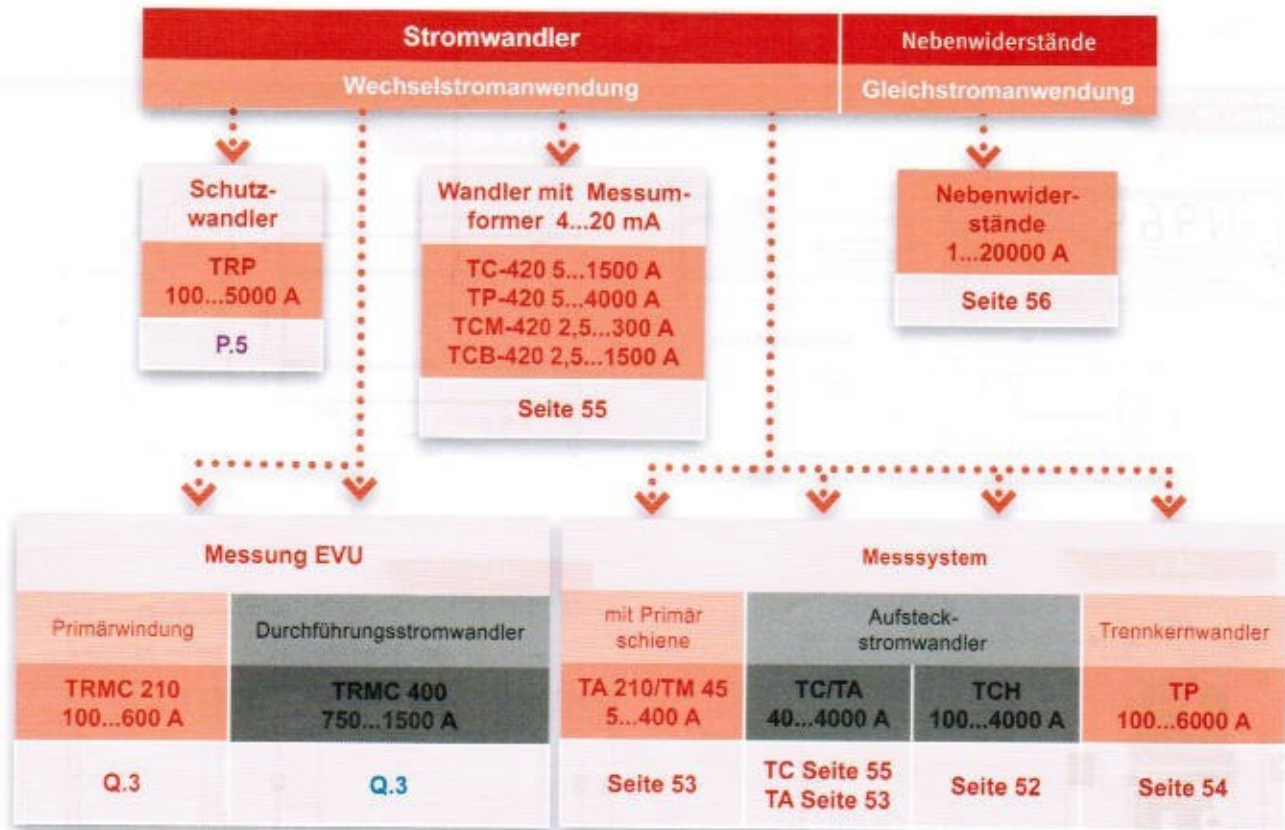 Stromwandler
Nebenwiderstände
Wechselstromanwendung
Gleichstromanwendung
Schutz-
wandler
TRP
100...5000 A
P.5
Wandler mit Messum-
former 4...20 mA
TC-420 5...1500 A
TP-420 5...4000 A
TCM-420 2,5...300 A
TCB-420 2,5...1500 A
Seite 55
Nebenwider-
stände
1...20000 A
Seite 56
Messung EVU
Primärwindung
Durchführungsstromwandler
TRMC 210
100...600 A
TRMC 400
750...1500 A
Q.3
Q.3
Messsystem
mit Primär
schiene
Aufsteck-
stromwandler
Trennkernwandler
TA 210/TM 45
5...400 A
TC/TA
40...4000 A
TCH
100...4000 A
TP
100...6000 A
Seite 53
TC Seite 55
TA Seite 53
Seite 52
Seite 54